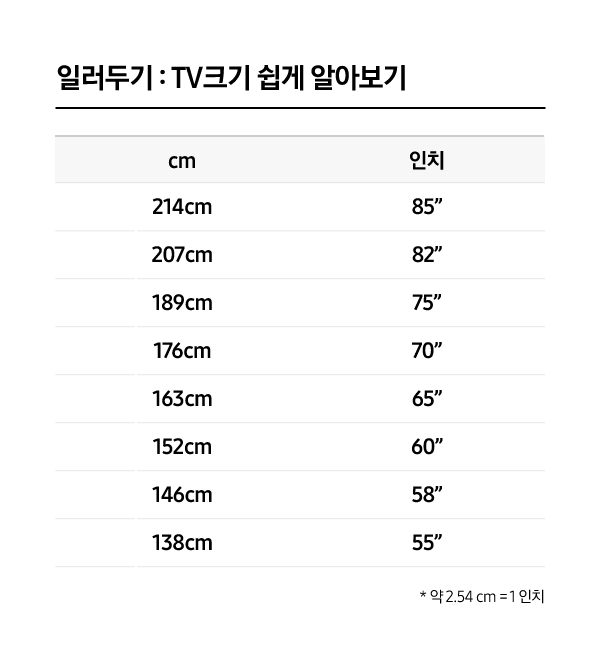 일러두기 : TV크기 쉽게 알아보기
cm 인치
214cm 85”
207cm 82”
189cm 75”
176cm 70”
163cm 65”
152cm 60”
146cm 58”
138cm 55”
* 약 2.54 cm = 1 인치